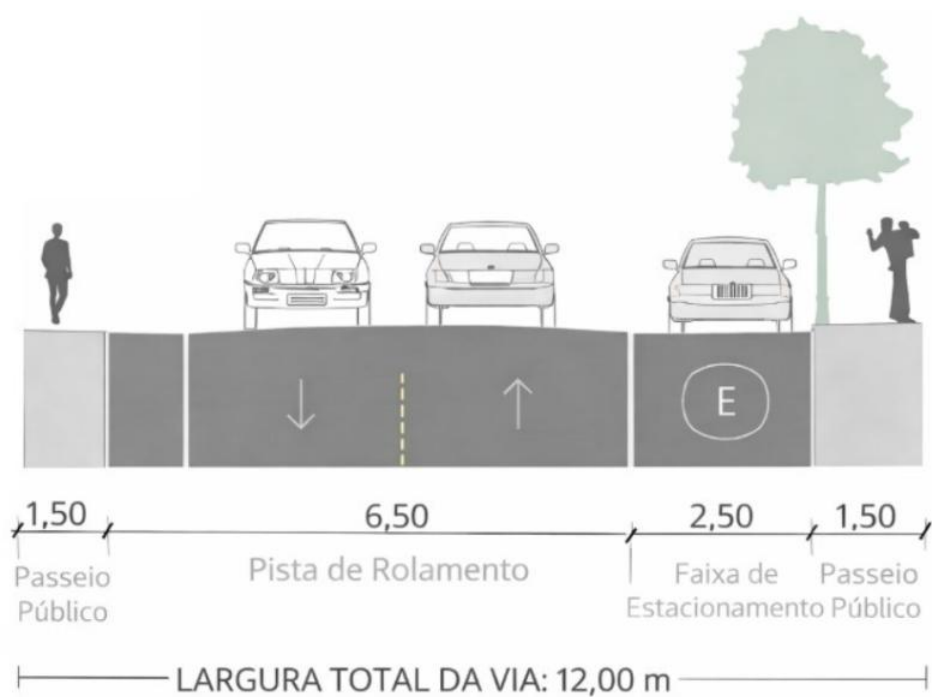 E
1,50 6,50 2,50 1,50
Passeio Público
Pista de Rolamento
Faixa de Estacionamento
Passeio Público
LARGURA TOTAL DA VIA: 12,00 m